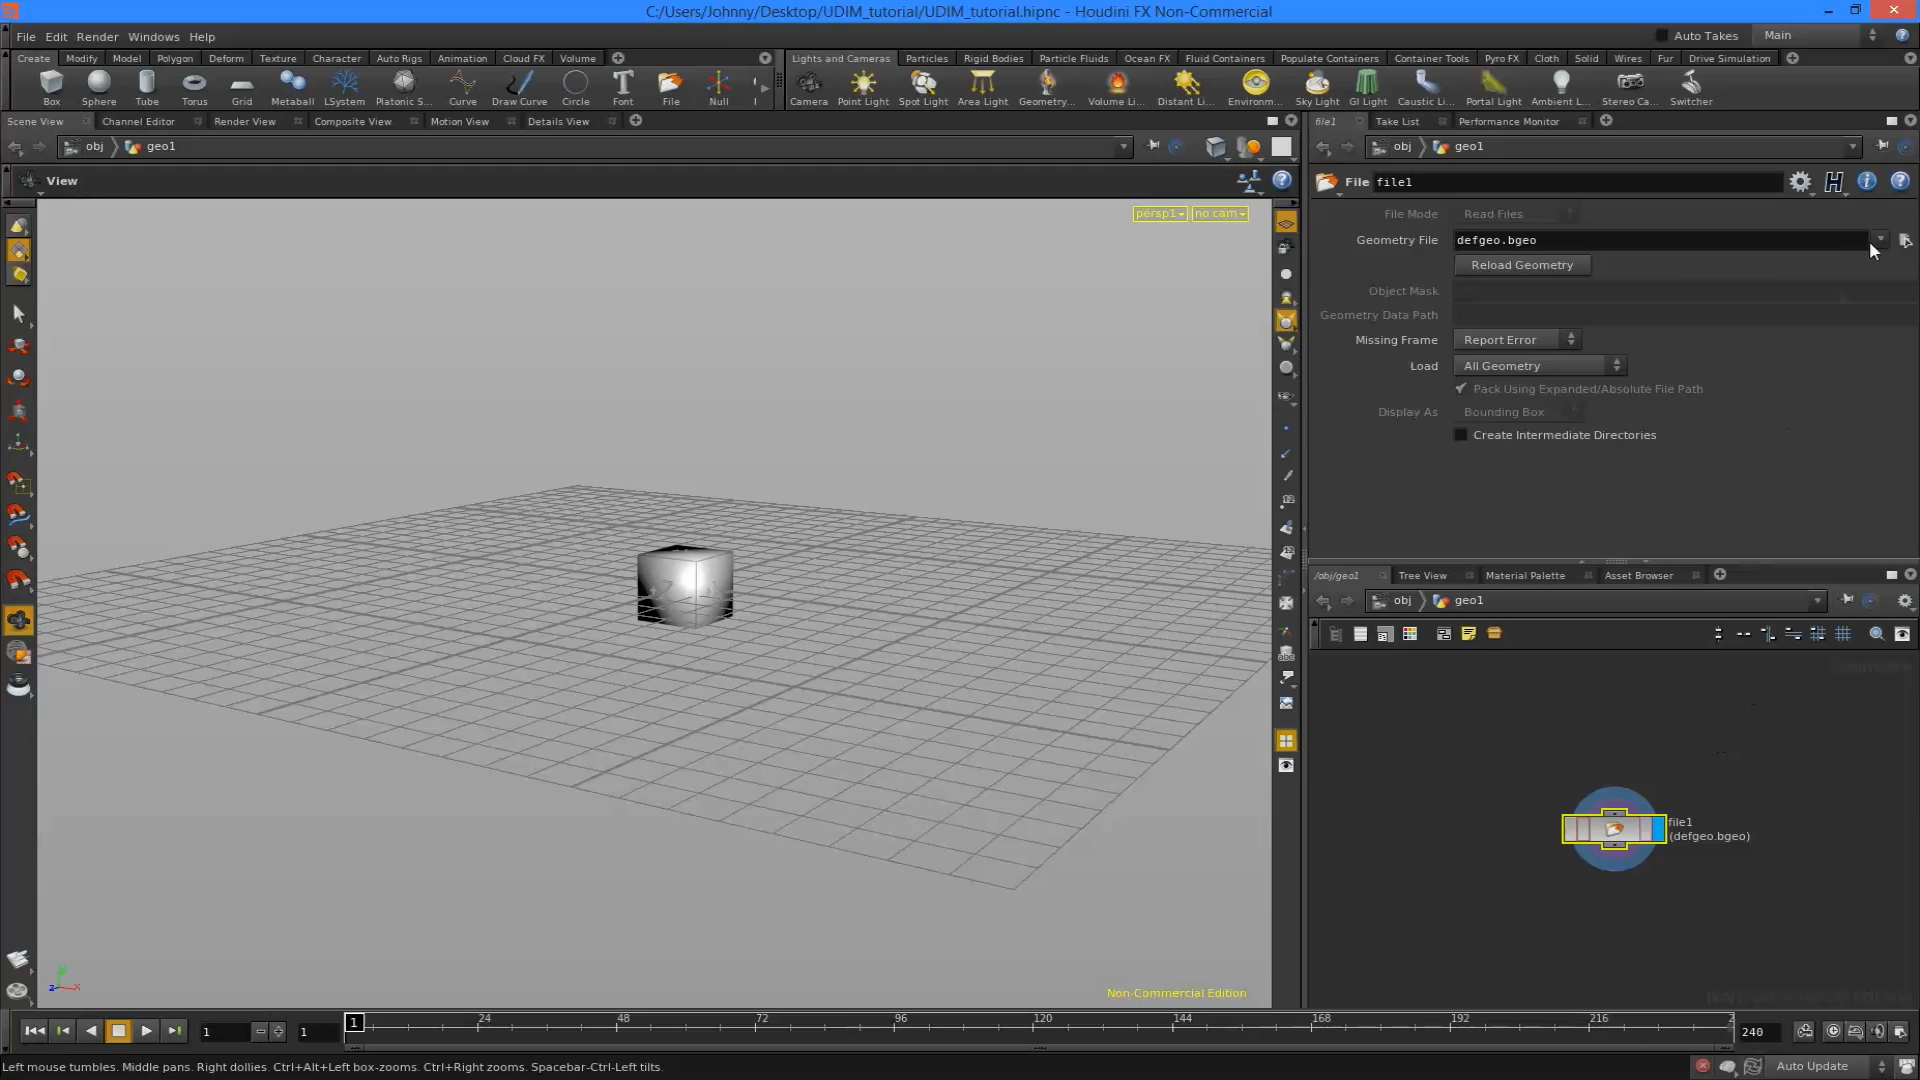 C:/Users/Johnny/Desktop/UDIM_tutorial/UDIM_tutorial.hipnc - Houdini FX Non-Commercial
File Edit Render Windows Help
Auto Takes Main
Create Modify Model Polygon Deform Texture Character Auto Rigs Animation Cloud FX Volume
Lights and Cameras Particles Rigid Bodies Particle Fluids Ocean FX Fluid Containers Populate Containers Container Tools Pyro FX Cloth Solid Wires Fur Drive Simulation
Box Sphere Tube Torus Grid Metaball LSystem Platonic S... Curve Draw Curve Circle Font File Null
Camera Point Light Spot Light Area Light Geometry... Volume Li... Distant Li... Environm... Sky Light GI Light Caustic Li... Portal Light Ambient L... Stereo Ca... Switcher
Scene View Channel Editor Render View Composite View Motion View Details View
file1 Take List Performance Monitor
obj geo1
obj geo1
View
File file1
persp1 no cam
File Mode Read Files
Geometry File defgeo.bgeo
Reload Geometry
Object Mask
Geometry Data Path
Missing Frame Report Error
Load All Geometry
Pack Using Expanded/Absolute File Path
Display As Bounding Box
Create Intermediate Directories
/obj/geo1 Tree View Material Palette Asset Browser
obj geo1
file1
(defgeo.bgeo)
Non-Commercial Edition
1 1 1 24 48 72 96 120 144 168 192 216 2 240
Left mouse tumbles. Middle pans. Right dollies. Ctrl+Alt+Left box-zooms. Ctrl+Right zooms. Spacebar-Ctrl-Left tilts.
Auto Update